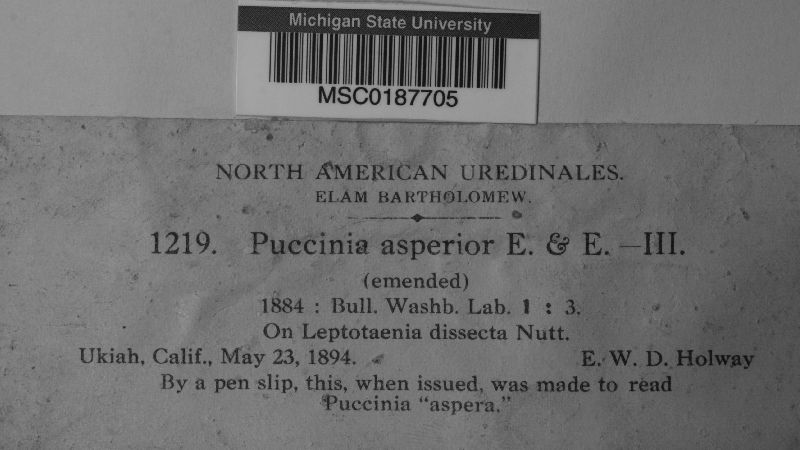 Michigan State University
MSC0187705
NORTH AMERICAN UREDINALES.
ELAM BARTHOLOMEW.
1219. Puccinia asperior E. & E. —III.
(emended)
1884 : Bull. Washb. Lab. 1 : 3.
On Leptotaenia dissecta Nutt.
Ukiah, Calif., May 23, 1894. E. W. D. Holway
By a pen slip, this, when issued, was made to read
Puccinia “aspera.”